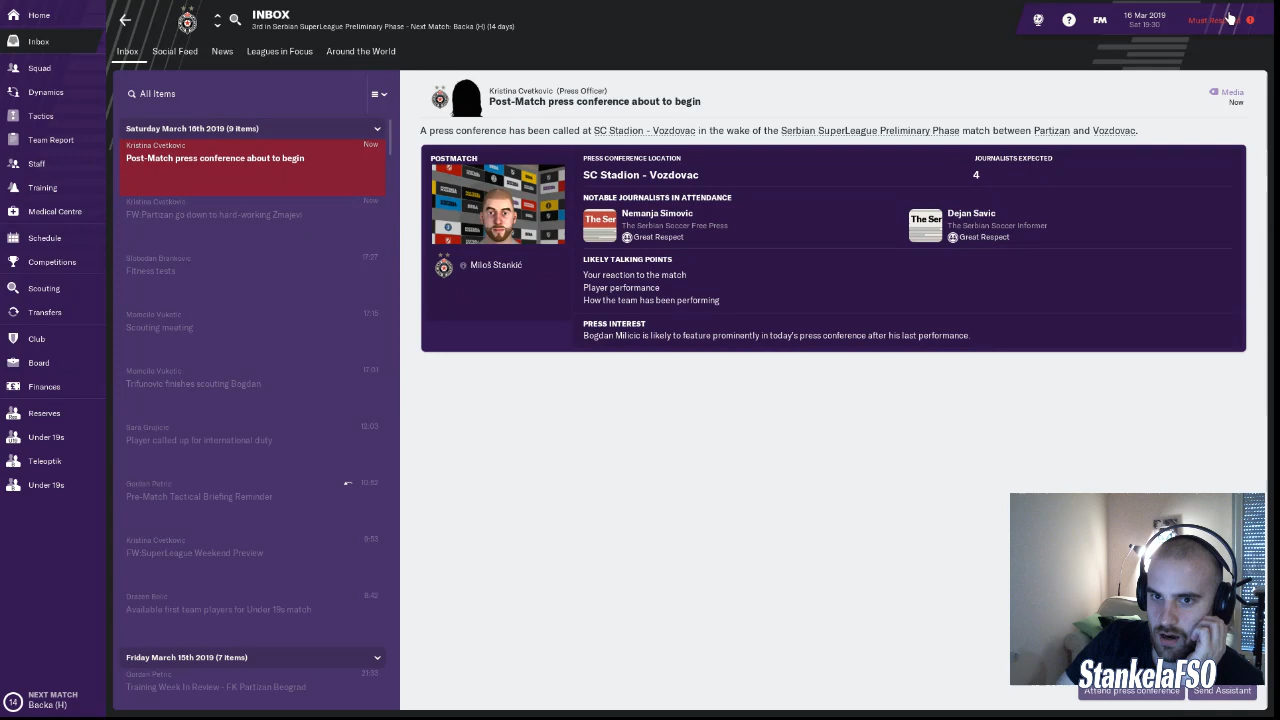 Home
Inbox
Squad
Dynamics
Tactics
Team Report
Staff
Training
Medical Centre
Schedule
Competitions
Scouting
Transfers
Club
Board
Finances
Reserves
Under 19s
Teleoptik
Under 19s
14
NEXT MATCH
Backa (H)
INBOX
3rd in Serbian SuperLeague Preliminary Phase - Next Match: Backa (H) (14 days)
FM
16 Mar 2019
Sat 19:30
Inbox
Social Feed
News
Leagues in Focus
Around the World
All Items
Saturday March 16th 2019 (9 items)
Kristina Cvetkovic
Now
Post-Match press conference about to begin
Kristina Cvetkovic
Now
FW:Partizan go down to hard-working Zmajevi
Slobodan Brankovic
17:27
Fitness tests
Momcilo Vukotic
17:15
Scouting meeting
Momcilo Vukotic
17:01
Trifunovic finishes scouting Bogdan
Sara Grujicic
12:03
Player called up for international duty
Gordan Petric
10:52
Pre-Match Tactical Briefing Reminder
Kristina Cvetkovic
9:53
FW:SuperLeague Weekend Preview
Drazen Bolic
8:42
Available first team players for Under 19s match
Friday March 15th 2019 (7 items)
Gordan Petric
Training Week In Review - FK Partizan Beograd
Kristina Cvetkovic (Press Officer)
Post-Match press conference about to begin
Media
Now
A press conference has been called at SC Stadion - Vozdovac in the wake of the Serbian SuperLeague Preliminary Phase match between Partizan and Vozdovac.
POSTMATCH
Miloš Stankić
PRESS CONFERENCE LOCATION
SC Stadion - Vozdovac
JOURNALISTS EXPECTED
4
NOTABLE JOURNALISTS IN ATTENDANCE
The Ser
Nemanja Simovic
The Serbian Soccer Free Press
Great Respect
The Ser
Dejan Savic
The Serbian Soccer Informer
Great Respect
LIKELY TALKING POINTS
Your reaction to the match
Player performance
How the team has been performing
PRESS INTEREST
Bogdan Milicic is likely to feature prominently in today's press conference after his last performance.
StankelaFSO
Attend press conference
Send Assistant